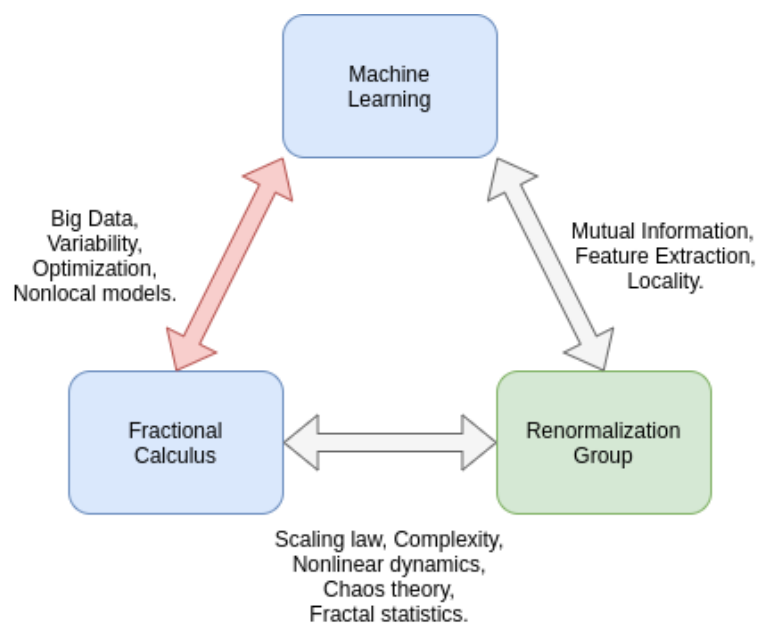 Machine
Learning
Big Data,
Variability,
Optimization,
Nonlocal models.
Mutual Information,
Feature Extraction,
Locality.
Fractional
Calculus
Renormalization
Group
Scaling law, Complexity,
Nonlinear dynamics,
Chaos theory,
Fractal statistics.